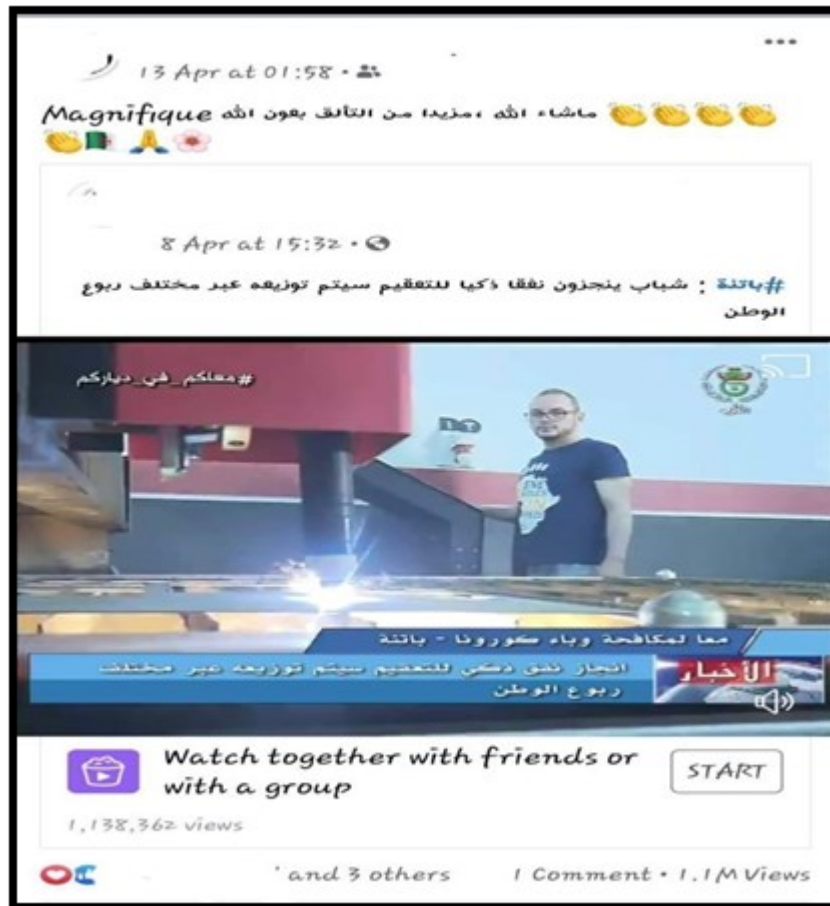 13 Apr at 01:58 •
Magnifique ماشاء الله ،مزيدا من التألق بعون الله
8 Apr at 15:32 •
#باتنة : شباب ينجزون نفقا ذكيا للتعقيم سيتم توزيعه عبر مختلف ربوع
الوطن
#معاكم_في_دياركم
معا لمكافحة وباء كورونا - باتنة
الأخبار
انجاز نفق ذكي للتعقيم سيتم توزيعه عبر مختلف
ربوع الوطن
Watch together with friends or
with a group
START
1,138,362 views
and 3 others 1 Comment • 1.1M Views